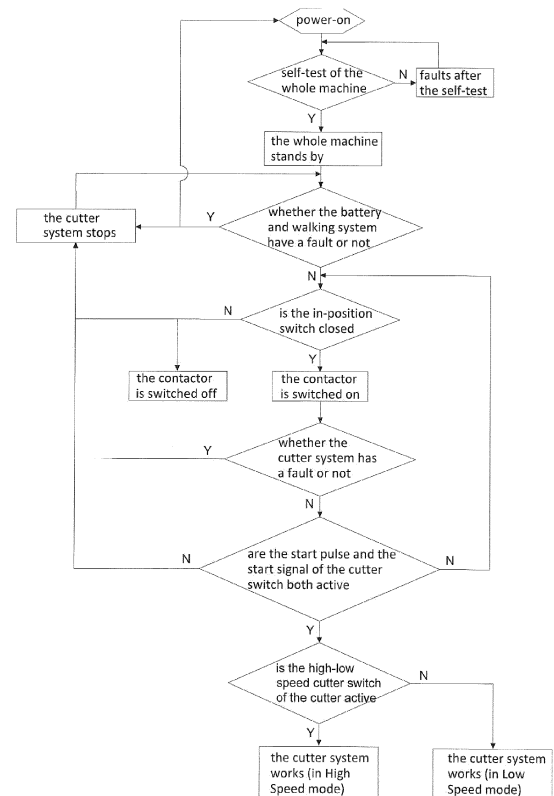 power-on
self-test of the
whole machine
N
faults after
the self-test
Y
the whole machine
stands by
the cutter
system stops
Y
whether the battery
and walking system
have a fault or not
N
N
is the in-position
switch closed
Y
the contactor
is switched off
the contactor
is switched on
Y
whether the
cutter system has
a fault or not
N
N
are the start pulse and the
start signal of the cutter
switch both active
N
Y
is the high-low
speed cutter switch
of the cutter active
N
Y
the cutter system
works (in High
Speed mode)
the cutter system
works (in Low
Speed mode)